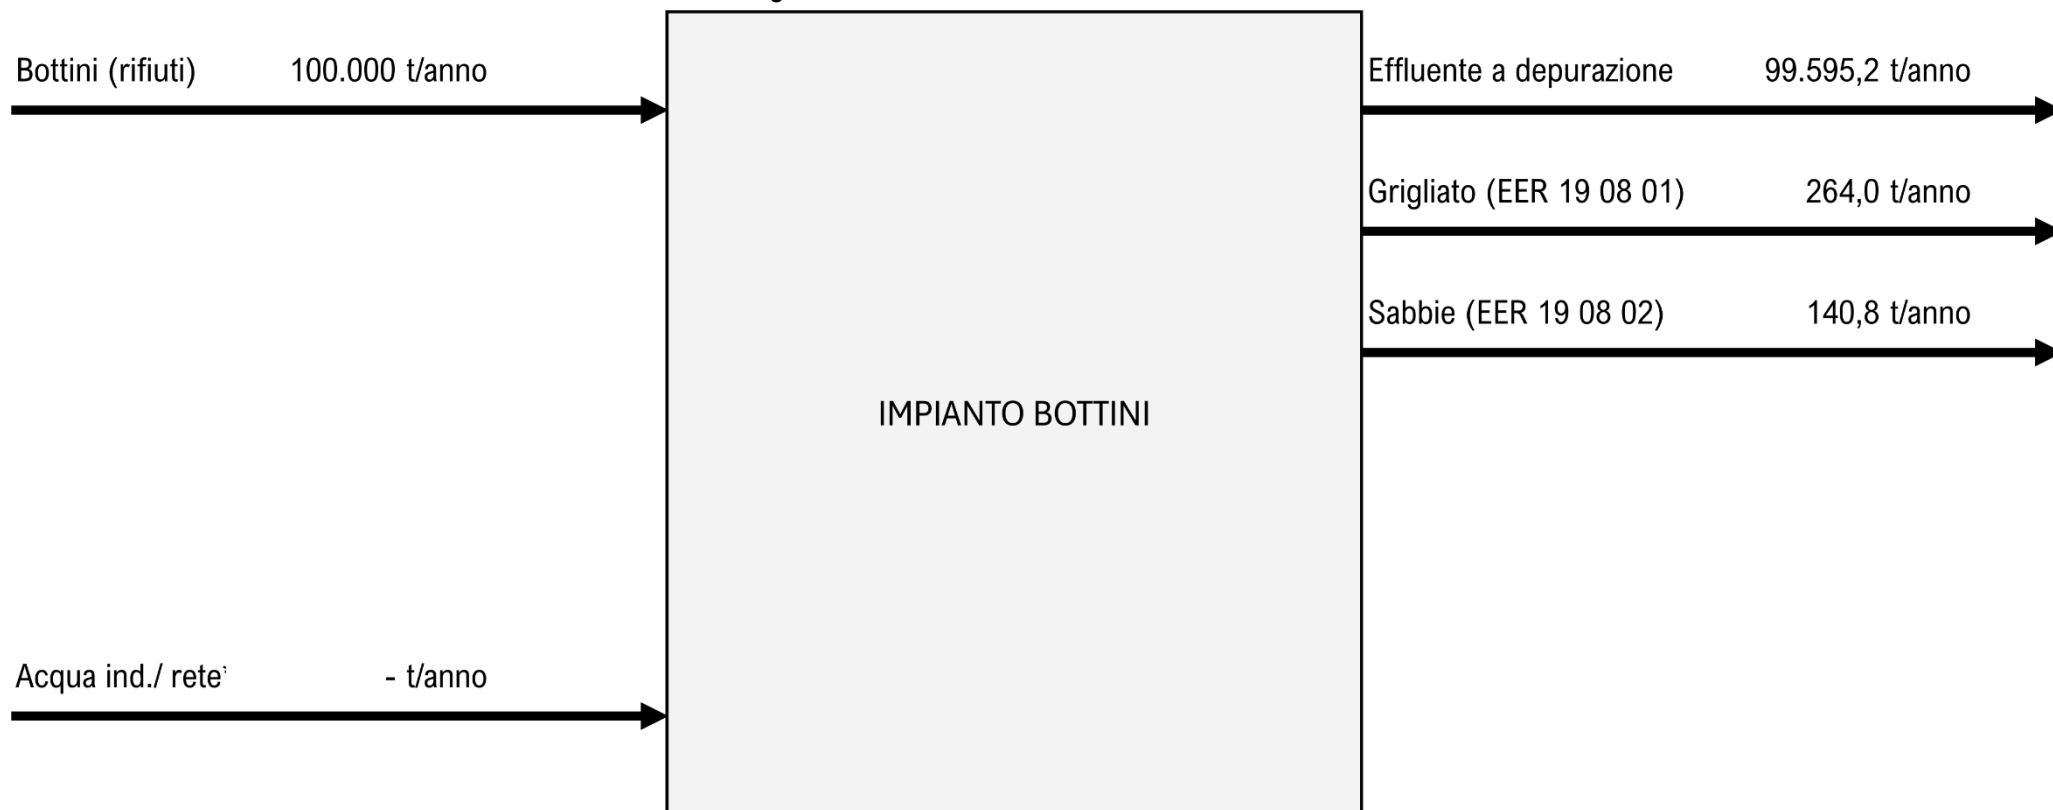 Bottini (rifiuti) 100.000 t/anno
Effluente a depurazione 99.595,2 t/anno
Grigliato (EER 19 08 01) 264,0 t/anno
Sabbie (EER 19 08 02) 140,8 t/anno
IMPIANTO BOTTINI
Acqua ind./ rete* - t/anno